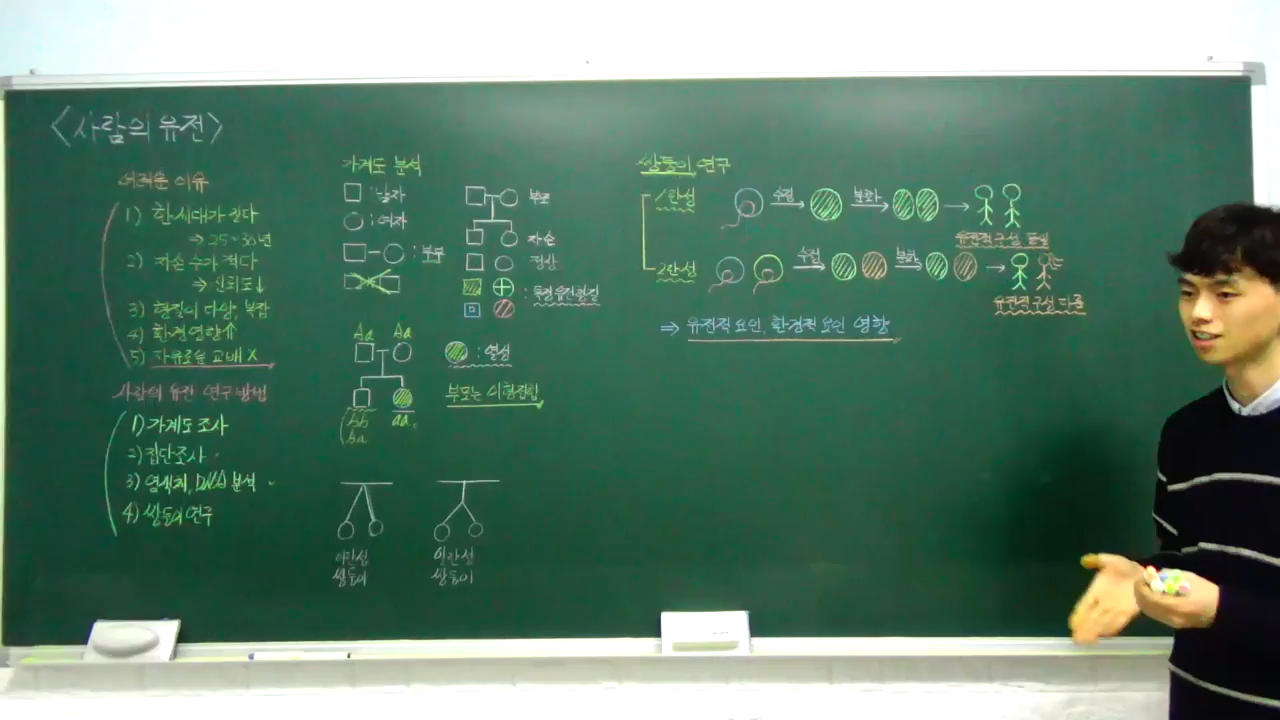 <사람의 유전>
어려운 이유
1) 한 세대가 길다
⇒ 25~30년
2) 자손 수가 적다
⇒ 신뢰도↓
3) 형질이 다양, 복잡
4) 환경 영향↑
5) 자유로운 교배 X
사람의 유전 연구 방법
1) 가계도 조사
2) 집단 조사
3) 염색체, DNA 분석
4) 쌍둥이 연구
가계도 분석
: 남자
: 여자
: 부부
부모
자손
정상
: 특정 유전 형질
Aa Aa
aa
: 열성
부모는 이형접합
이란성
쌍둥이
일란성
쌍둥이
쌍둥이 연구
1란성
수정
분화
유전적 구성 동일
2란성
수정
분화
유전적 구성 다름
⇒ 유전적 요인, 환경적 요인 영향